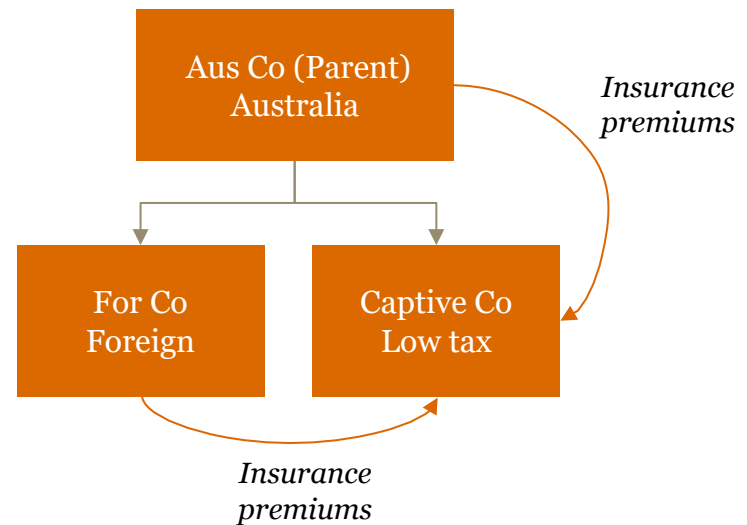 Aus Co (Parent)
Australia
Insurance
premiums
For Co
Foreign
Captive Co
Low tax
Insurance
premiums